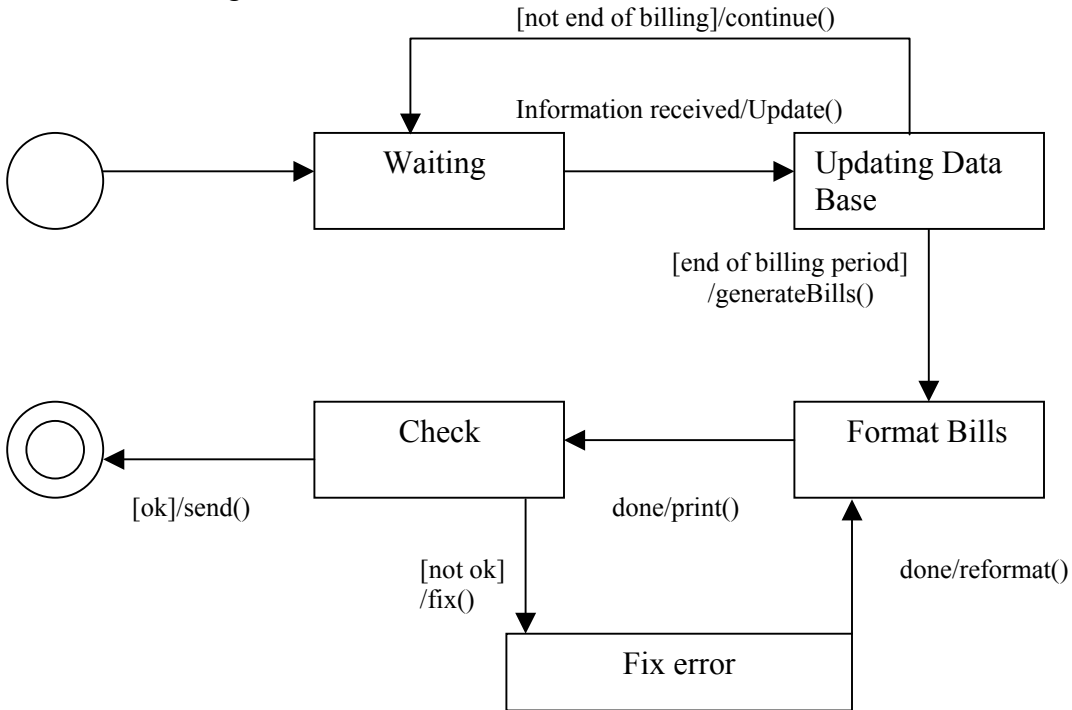 [not end of billing]/continue()
Information received/Update()
Waiting
Updating Data
Base
[end of billing period]
/generateBills()
Check
Format Bills
[ok]/send()
done/print()
[not ok]
/fix()
done/reformat()
Fix error